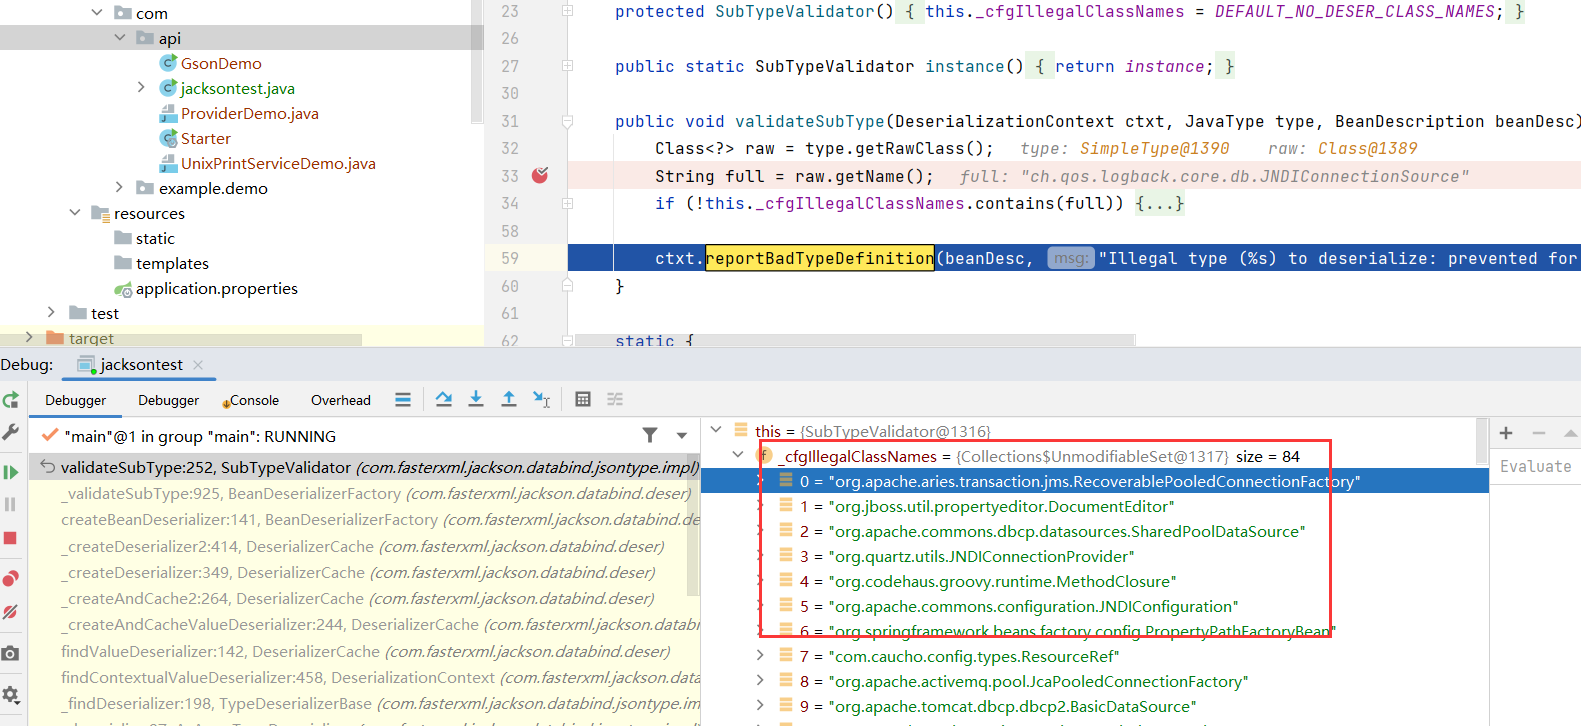 com
api
GsonDemo
jacksontest.java
ProviderDemo.java
Starter
UnixPrintServiceDemo.java
example.demo
resources
static
templates
application.properties
test
target
23 protected SubTypeValidator() { this._cfgIllegalClassNames = DEFAULT_NO_DESER_CLASS_NAMES; }
26
27 public static SubTypeValidator instance() { return instance; }
30
31 public void validateSubType(DeserializationContext ctxt, JavaType type, BeanDescription beanDesc)
32 Class<?> raw = type.getRawClass(); type: SimpleType@1390 raw: Class@1389
33 String full = raw.getName(); full: "ch.qos.logback.core.db.JNDIConnectionSource"
34 if (!this._cfgIllegalClassNames.contains(full)) {...}
58
59 ctxt.reportBadTypeDefinition(beanDesc, msg: "Illegal type (%s) to deserialize: prevented for
60 }
61
62 static {
Debug: jacksontest
Debugger Debugger Console Overhead
"main"@1 in group "main": RUNNING
validateSubType:252, SubTypeValidator (com.fasterxml.jackson.databind.jsontype.impl)
_validateSubType:925, BeanDeserializerFactory (com.fasterxml.jackson.databind.deser)
createBeanDeserializer:141, BeanDeserializerFactory (com.fasterxml.jackson.databind.de
_createDeserializer2:414, DeserializerCache (com.fasterxml.jackson.databind.deser)
_createDeserializer:349, DeserializerCache (com.fasterxml.jackson.databind.deser)
_createAndCache2:264, DeserializerCache (com.fasterxml.jackson.databind.deser)
_createAndCacheValueDeserializer:244, DeserializerCache (com.fasterxml.jackson.databin
findValueDeserializer:142, DeserializerCache (com.fasterxml.jackson.databind.deser)
findContextualValueDeserializer:458, DeserializationContext (com.fasterxml.jackson.data
_findDeserializer:198, TypeDeserializerBase (com.fasterxml.jackson.databind.jsontype.im
this = {SubTypeValidator@1316}
_cfgIllegalClassNames = {Collections$UnmodifiableSet@1317} size = 84
0 = "org.apache.aries.transaction.jms.RecoverablePooledConnectionFactory"
1 = "org.jboss.util.propertyeditor.DocumentEditor"
2 = "org.apache.commons.dbcp.datasources.SharedPoolDataSource"
3 = "org.quartz.utils.JNDIConnectionProvider"
4 = "org.codehaus.groovy.runtime.MethodClosure"
5 = "org.apache.commons.configuration.JNDIConfiguration"
6 = "org.springframework.beans.factory.config.PropertyPathFactoryBean"
7 = "com.caucho.config.types.ResourceRef"
8 = "org.apache.activemq.pool.JcaPooledConnectionFactory"
9 = "org.apache.tomcat.dbcp.dbcp2.BasicDataSource"
Evaluate